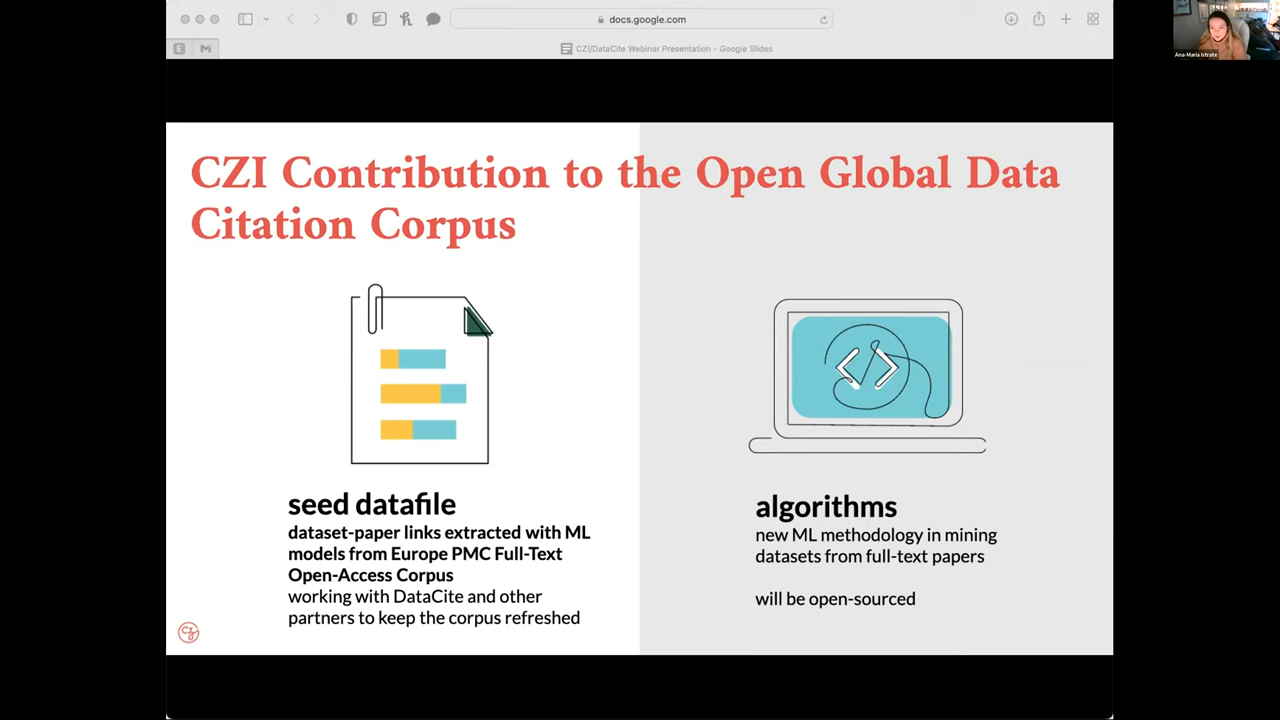 docs.google.com
E M
CZI/DataCite Webinar Presentation - Google Slides
Ana-Maria Istrate
CZI Contribution to the Open Global Data
Citation Corpus
seed datafile
dataset-paper links extracted with ML
models from Europe PMC Full-Text
Open-Access Corpus
working with DataCite and other
partners to keep the corpus refreshed
CZ
algorithms
new ML methodology in mining
datasets from full-text papers
will be open-sourced